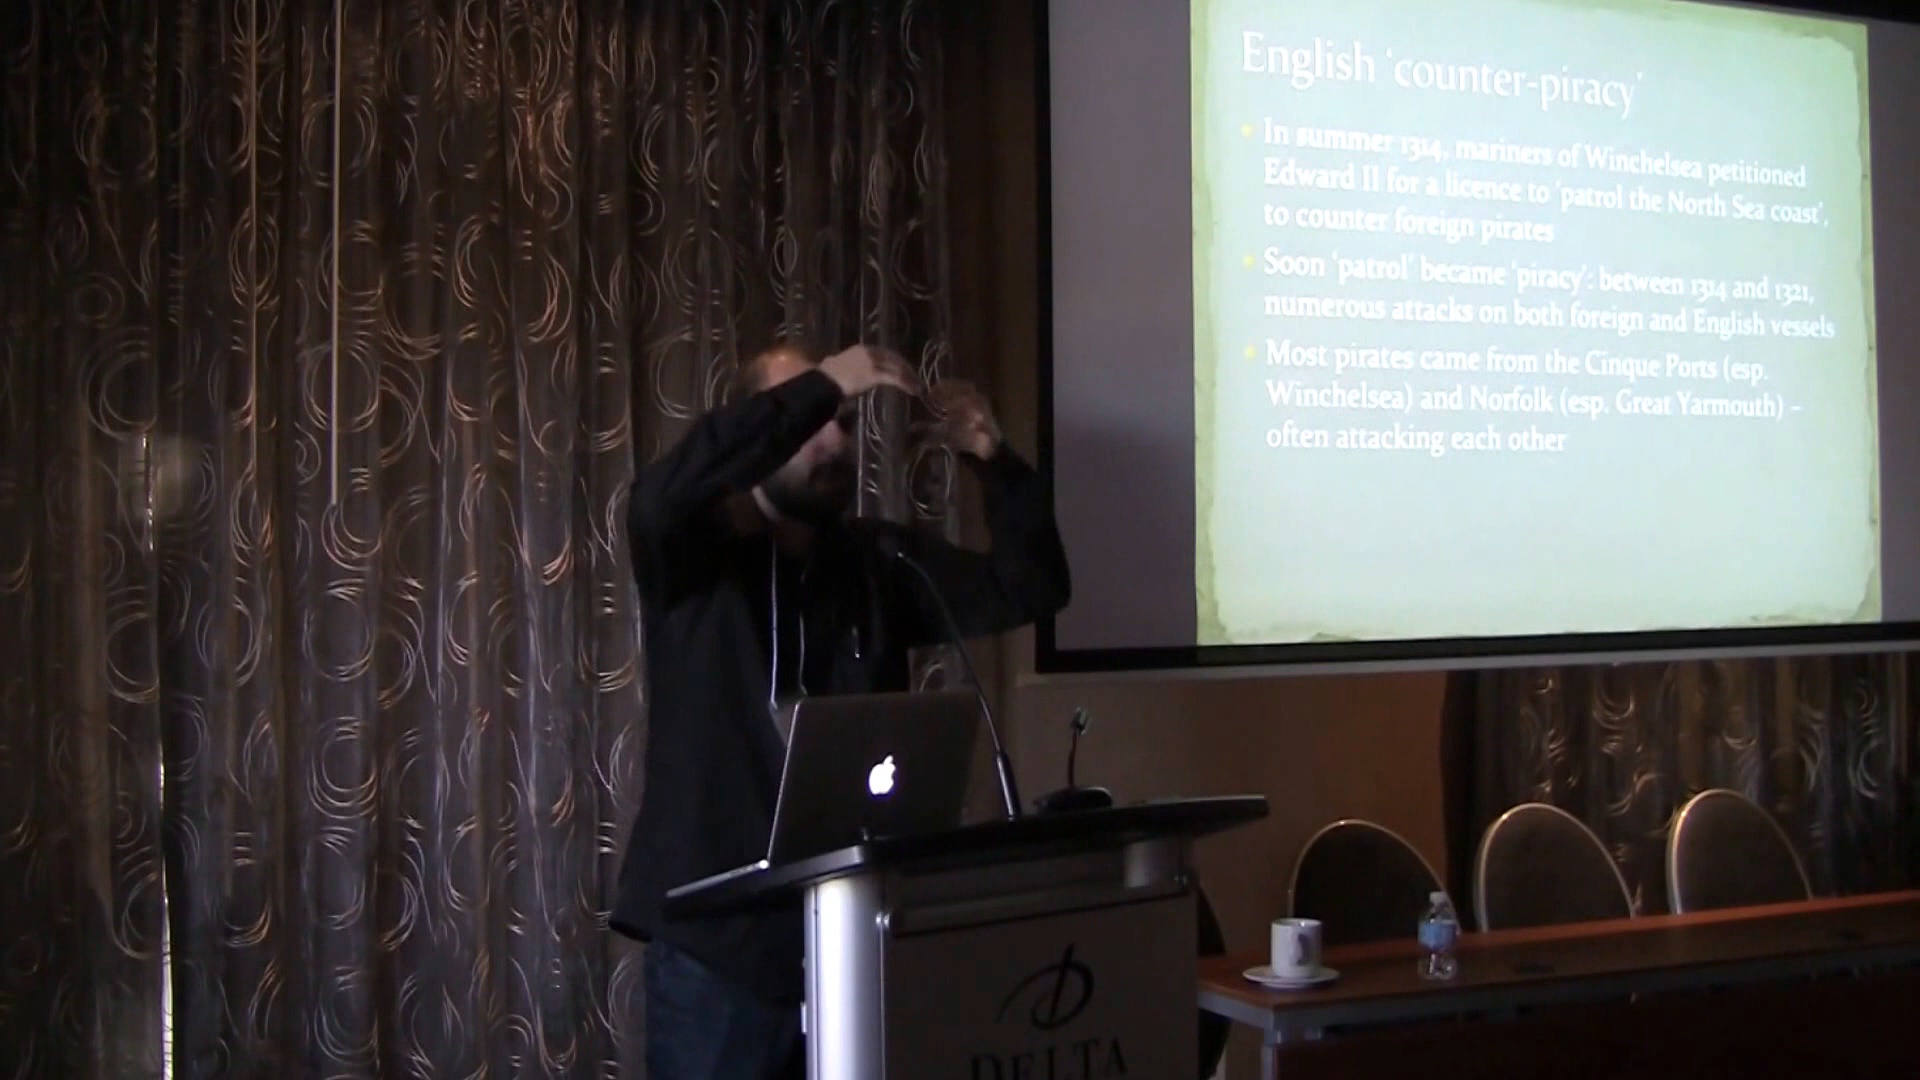 English 'counter-piracy'
• In summer 1314, mariners of Winchelsea petitioned
Edward II for a licence to 'patrol the North Sea coast',
to counter foreign pirates
• Soon 'patrol' became 'piracy': between 1314 and 1321,
numerous attacks on both foreign and English vessels
• Most pirates came from the Cinque Ports (esp.
Winchelsea) and Norfolk (esp. Great Yarmouth) –
often attacking each other
DELTA